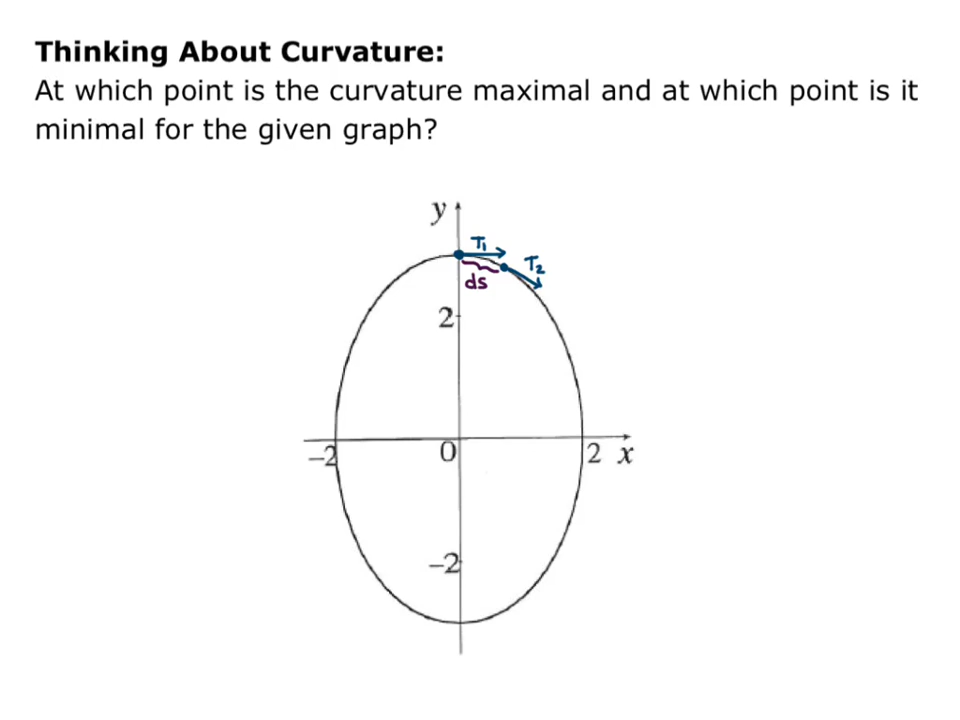 Thinking About Curvature:
At which point is the curvature maximal and at which point is it
minimal for the given graph?
y
T1
T2
ds
2
-2
0
2 x
-2